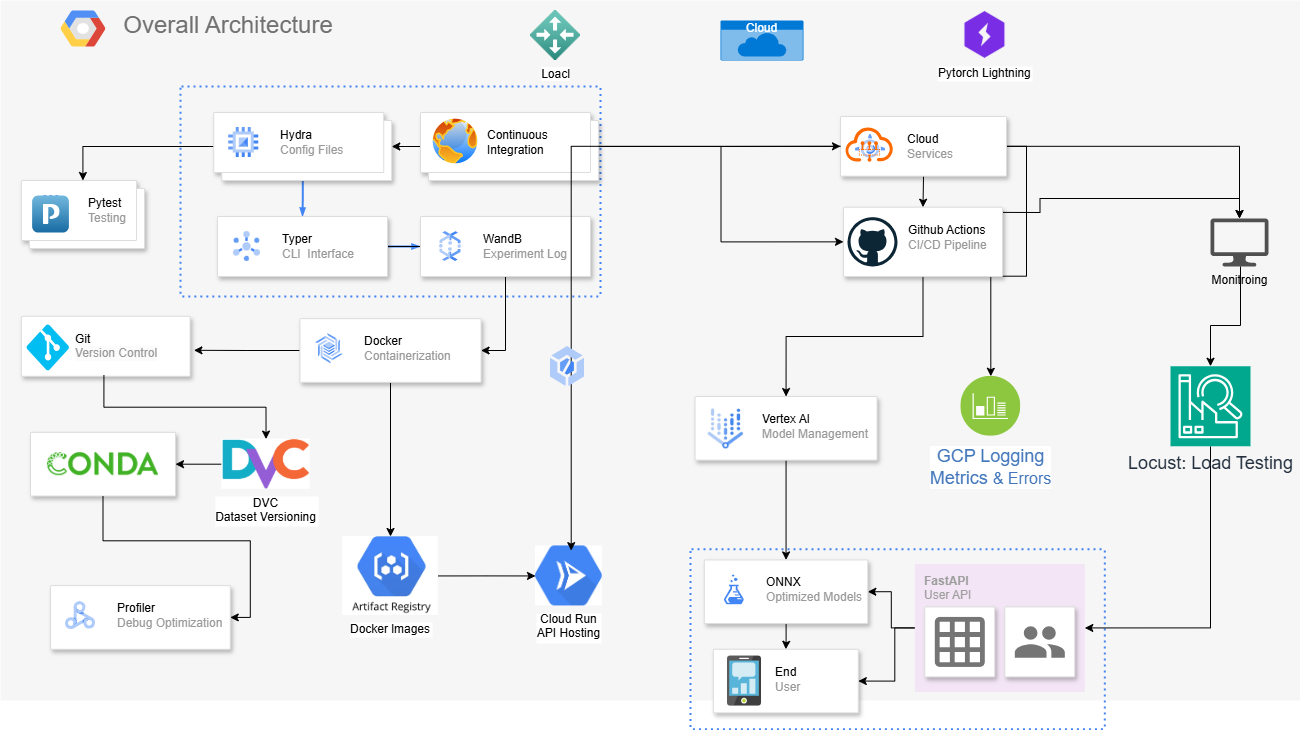 Overall Architecture
Loacl
Cloud
Pytorch Lightning
Hydra
Config Files
Continuous
Integration
Cloud
Services
Pytest
Testing
P
Typer
CLI  Interface
WandB
Experiment Log
Github Actions
CI/CD Pipeline
Monitroing
Git
Version Control
Docker
Containerization
Vertex AI
Model Management
GCP Logging
Metrics & Errors
Locust: Load Testing
CONDA
DVC
DVC
Dataset Versioning
Artifact Registry
Docker Images
Cloud Run
API Hosting
Profiler
Debug Optimization
ONNX
Optimized Models
FastAPI
User API
End
User